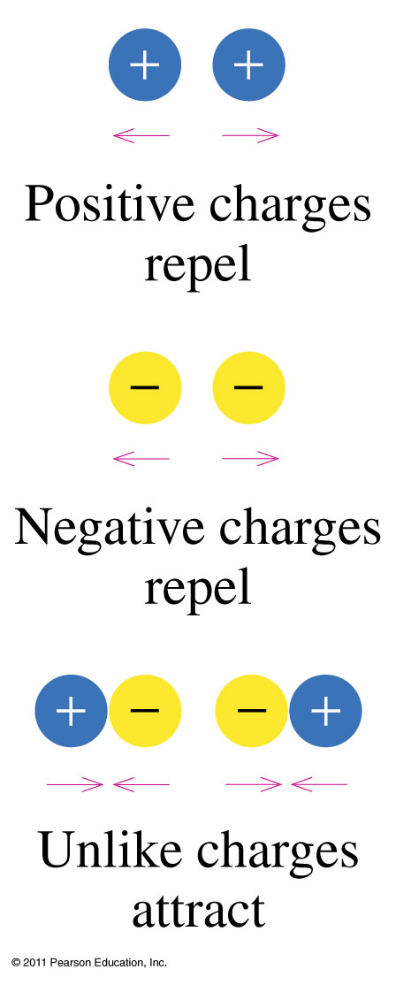 + +
Positive charges
repel
− −
Negative charges
repel
+ − − +
Unlike charges
attract
© 2011 Pearson Education, Inc.